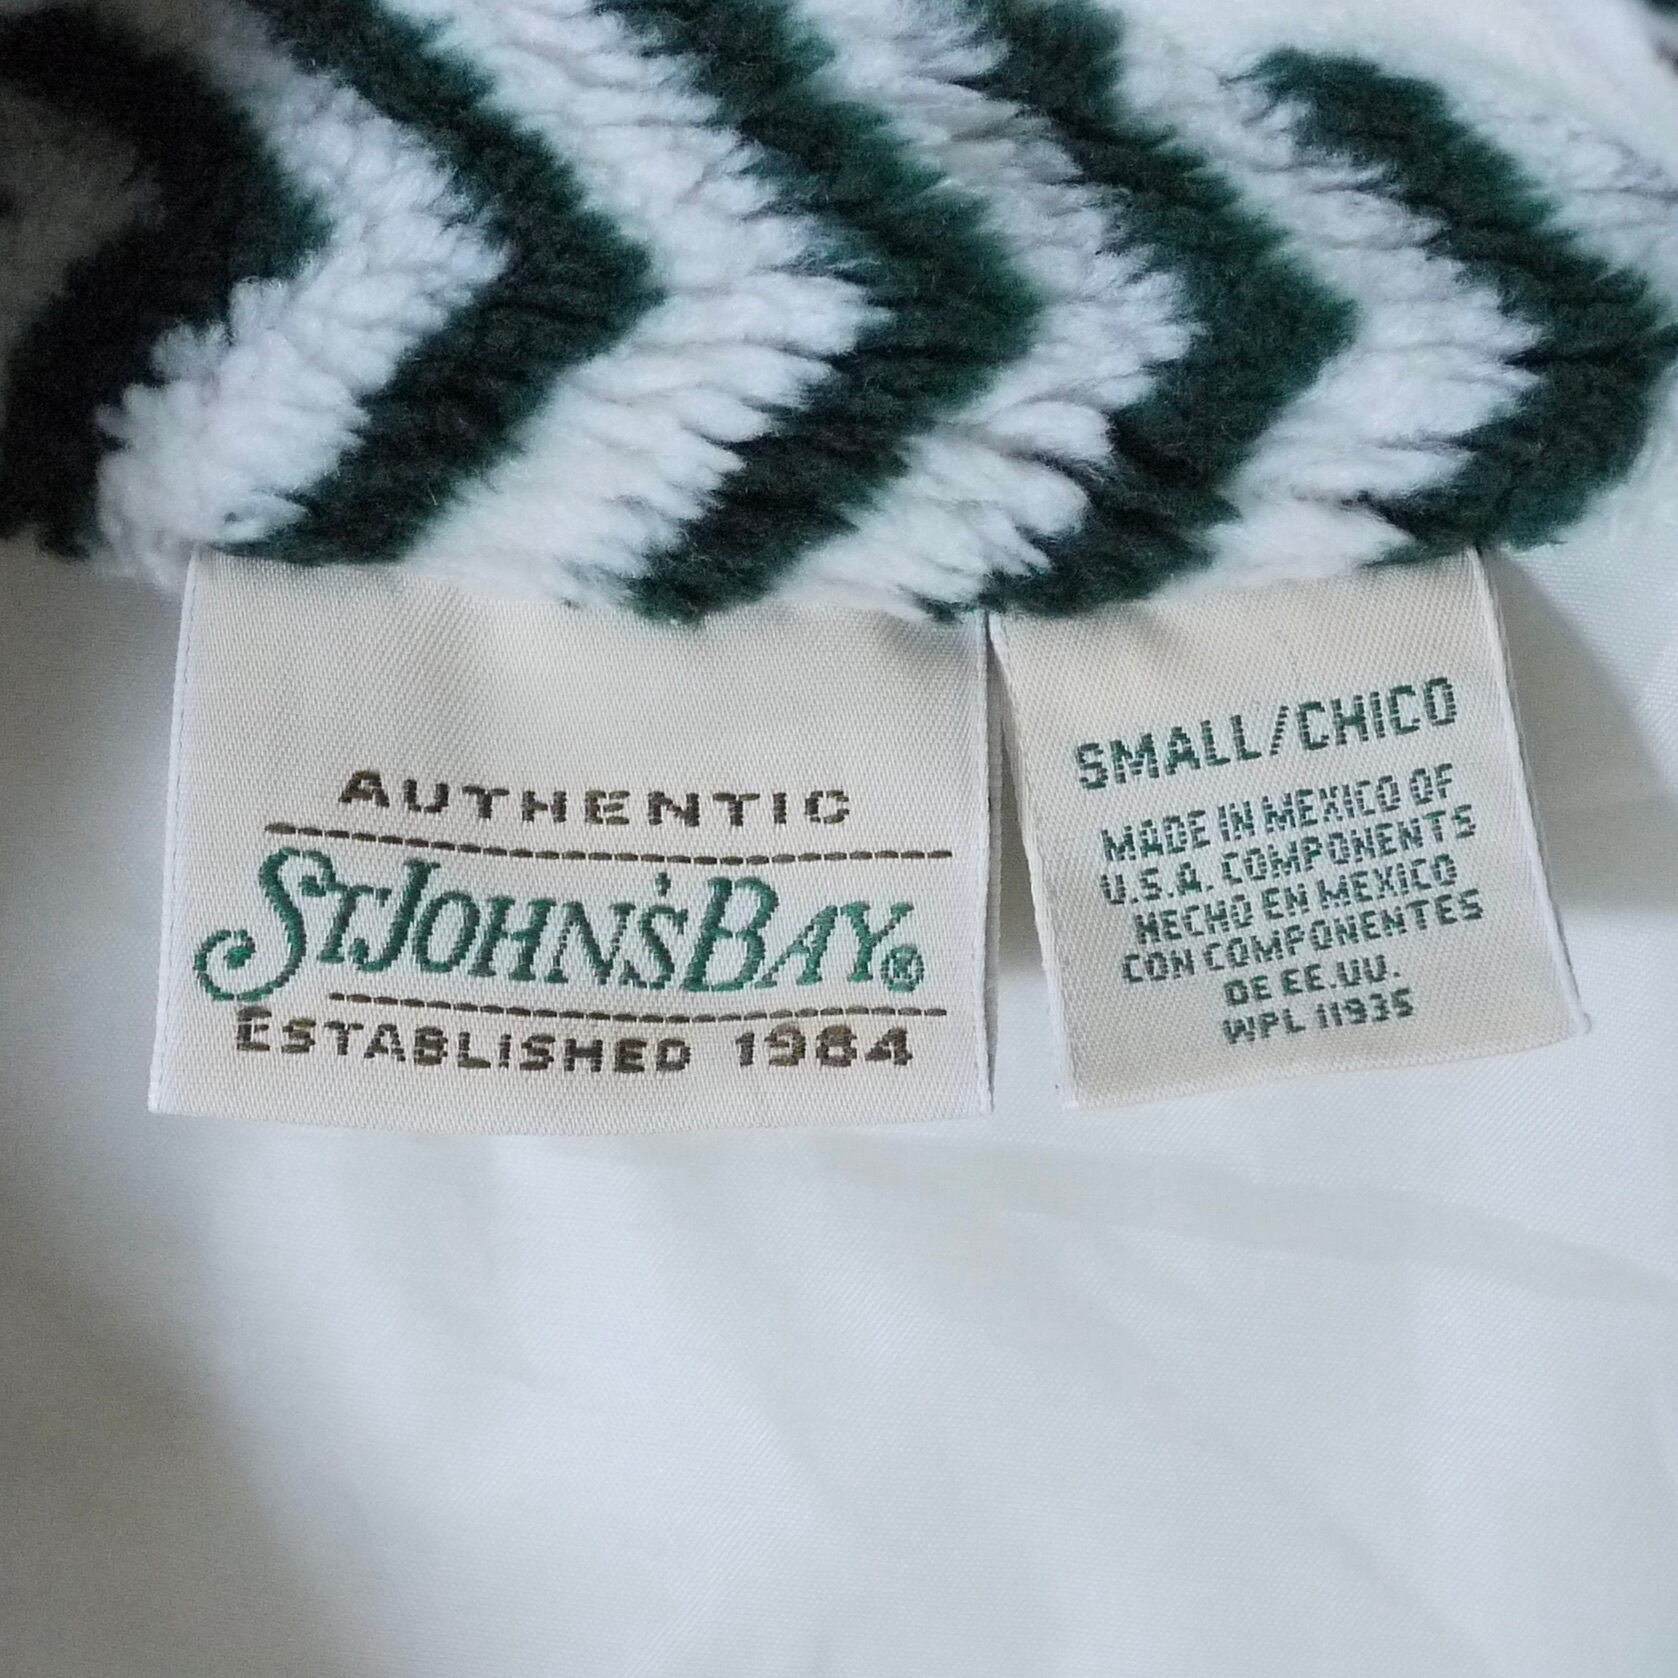 AUTHENTIC
ST JOHN'S BAY®
ESTABLISHED 1984
SMALL/CHICO
MADE IN MEXICO OF
U.S.A. COMPONENTS
HECHO EN MEXICO
CON COMPONENTES
DE EE.UU.
WPL 11935